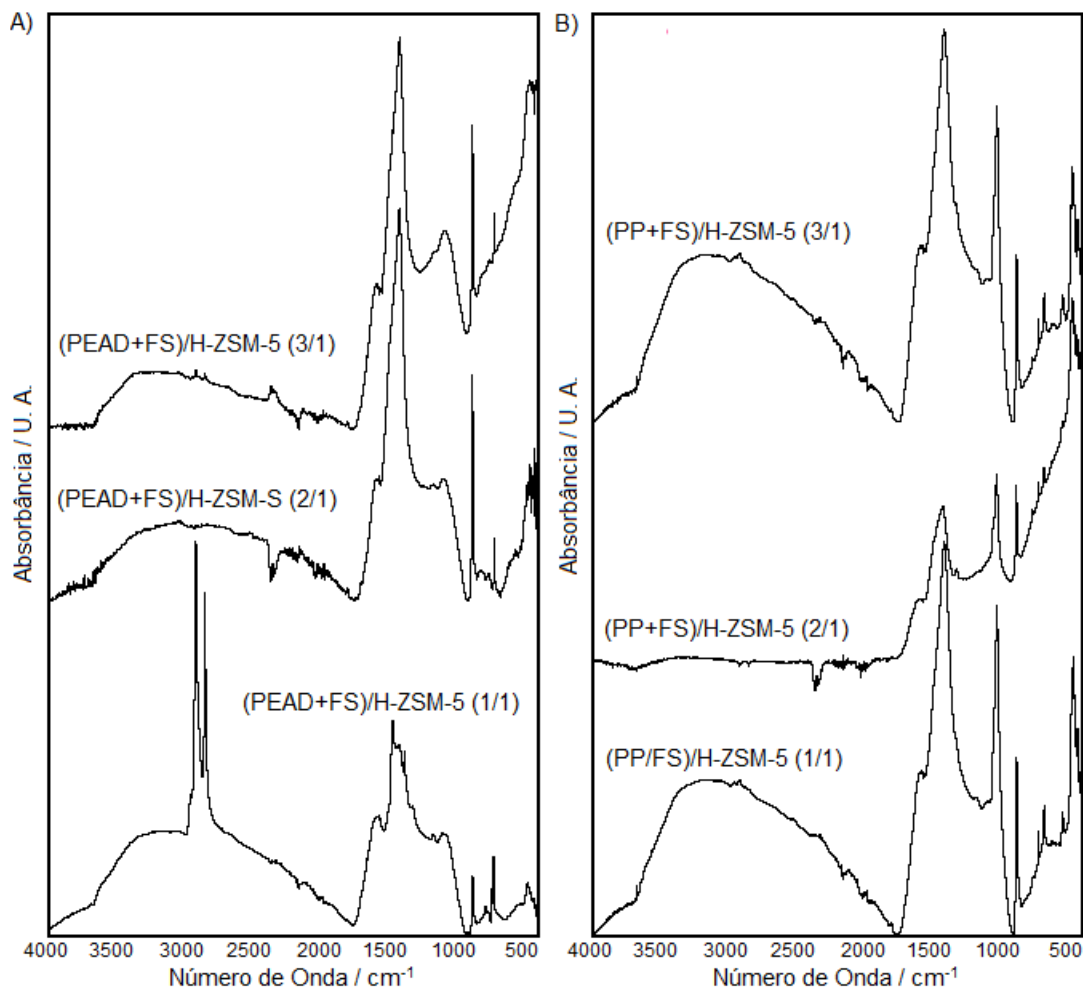 A)
Absorbância / U. A.
(PEAD+FS)/H-ZSM-5 (3/1)
(PEAD+FS)/H-ZSM-S (2/1)
(PEAD+FS)/H-ZSM-5 (1/1)
4000 3500 3000 2500 2000 1500 1000 500
Número de Onda / cm⁻¹
B)
Absorbância / U. A.
(PP+FS)/H-ZSM-5 (3/1)
(PP+FS)/H-ZSM-5 (2/1)
(PP/FS)/H-ZSM-5 (1/1)
4000 3500 3000 2500 2000 1500 1000 500
Número de Onda / cm⁻¹